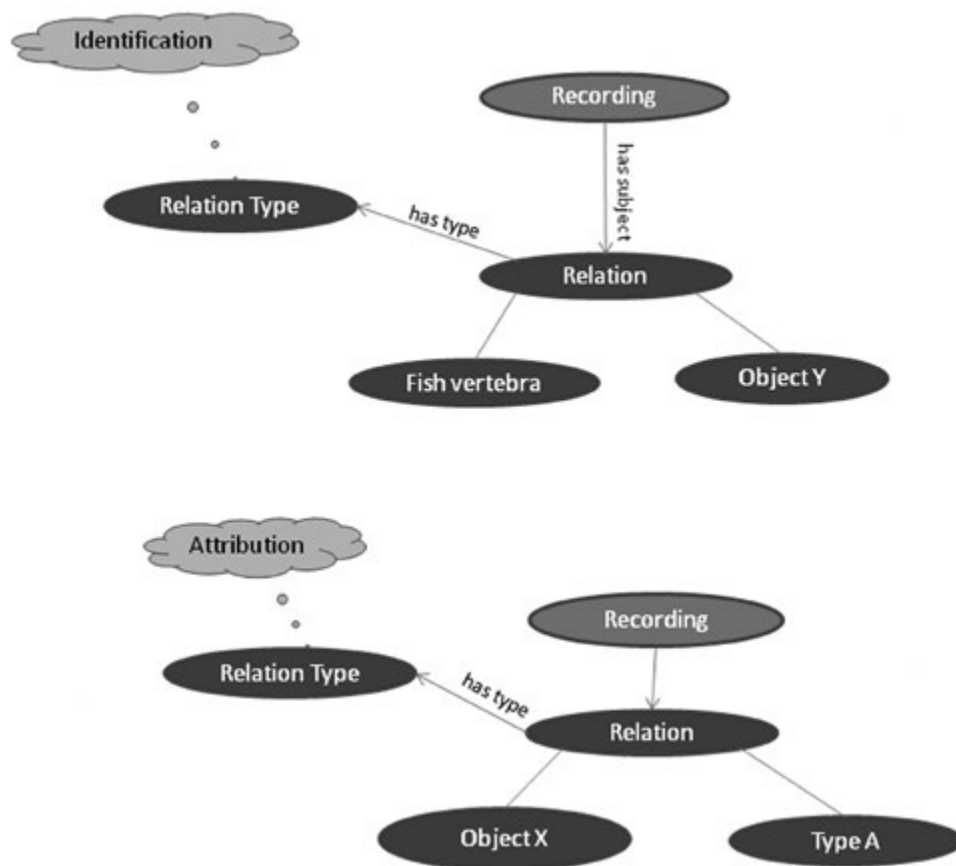 Identification
Recording
has subject
Relation Type
has type
Relation
Fish vertebra
Object Y
Attribution
Recording
Relation Type
has type
Relation
Object X
Type A